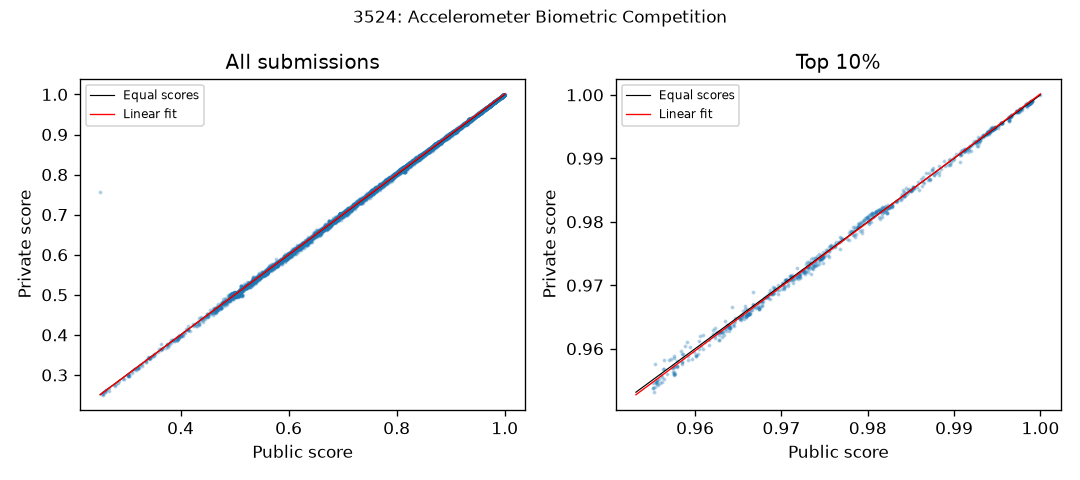 3524: Accelerometer Biometric Competition
All submissions
Equal scores
Linear fit
Private score
1.0
0.9
0.8
0.7
0.6
0.5
0.4
0.3
0.4
0.6
0.8
1.0
Public score
Top 10%
Equal scores
Linear fit
Private score
1.00
0.99
0.98
0.97
0.96
0.96
0.97
0.98
0.99
1.00
Public score